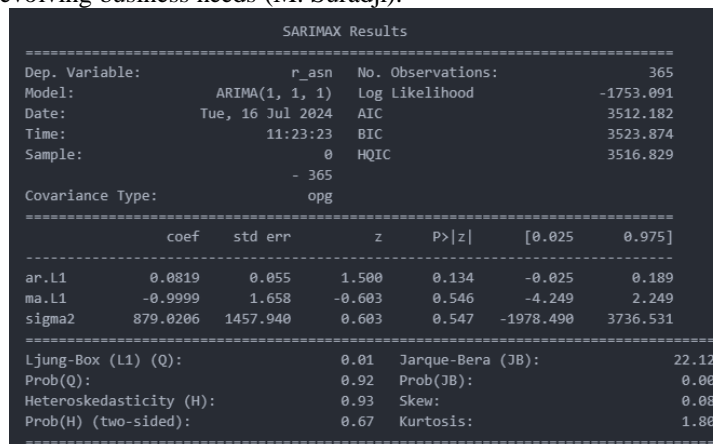 evolving business needs (M. Suradji).
SARIMAX Results
==============================================================================
Dep. Variable: r_asn No. Observations: 365
Model: ARIMA(1, 1, 1) Log Likelihood -1753.091
Date: Tue, 16 Jul 2024 AIC 3512.182
Time: 11:23:23 BIC 3523.874
Sample: 0 HQIC 3516.829
- 365
Covariance Type: opg
==============================================================================
coef std err z P>|z| [0.025 0.975]
------------------------------------------------------------------------------
ar.L1 0.0819 0.055 1.500 0.134 -0.025 0.189
ma.L1 -0.9999 1.658 -0.603 0.546 -4.249 2.249
sigma2 879.0206 1457.940 0.603 0.547 -1978.490 3736.531
===================================================================================
Ljung-Box (L1) (Q): 0.01 Jarque-Bera (JB): 22.12
Prob(Q): 0.92 Prob(JB): 0.00
Heteroskedasticity (H): 0.93 Skew: 0.08
Prob(H) (two-sided): 0.67 Kurtosis: 1.80
===================================================================================